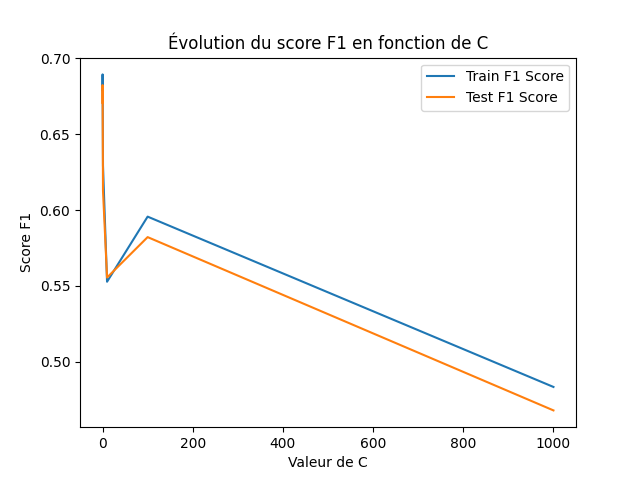 Évolution du score F1 en fonction de C
Train F1 Score
Test F1 Score
Score F1
0.70
0.65
0.60
0.55
0.50
0 200 400 600 800 1000
Valeur de C